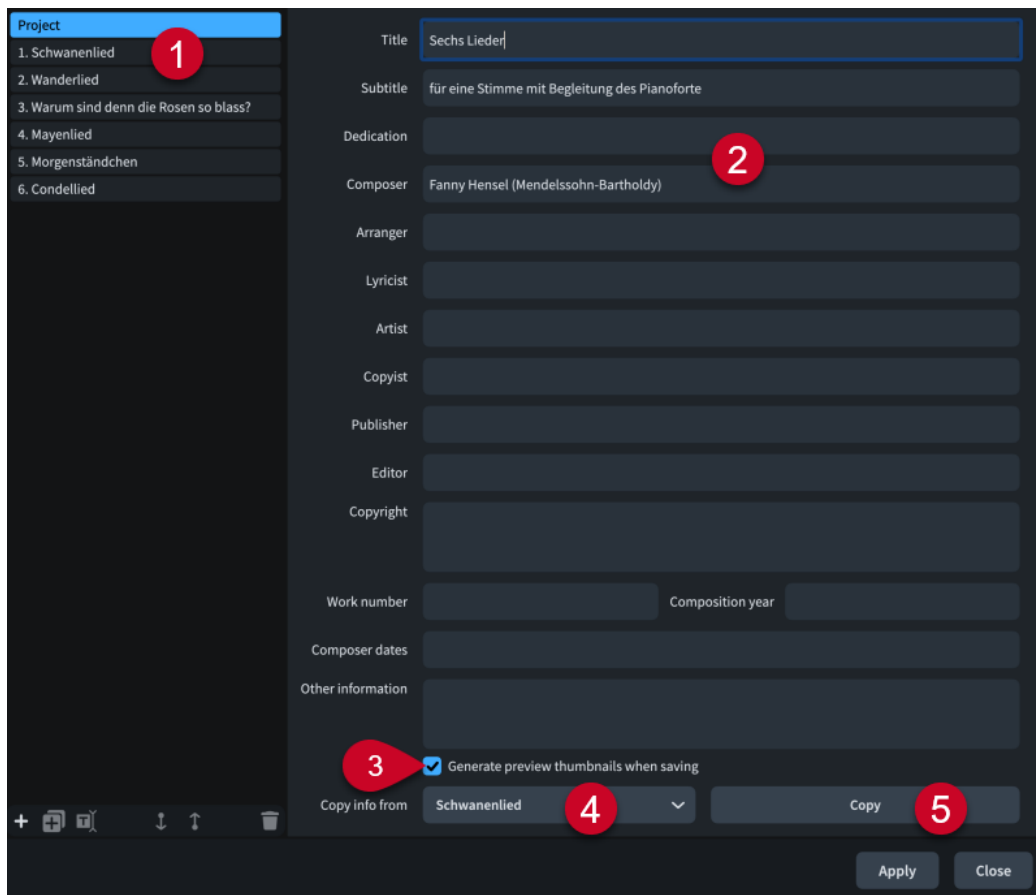 Project
1. Schwanenlied
2. Wanderlied
3. Warum sind denn die Rosen so blass?
4. Mayenlied
5. Morgenständchen
6. Condellied
1
Title
Sechs Lieder
Subtitle
für eine Stimme mit Begleitung des Pianoforte
Dedication
2
Composer
Fanny Hensel (Mendelssohn-Bartholdy)
Arranger
Lyricist
Artist
Copyist
Publisher
Editor
Copyright
Work number
Composition year
Composer dates
Other information
3
Generate preview thumbnails when saving
Copy info from
Schwanenlied
4
Copy
5
Apply
Close